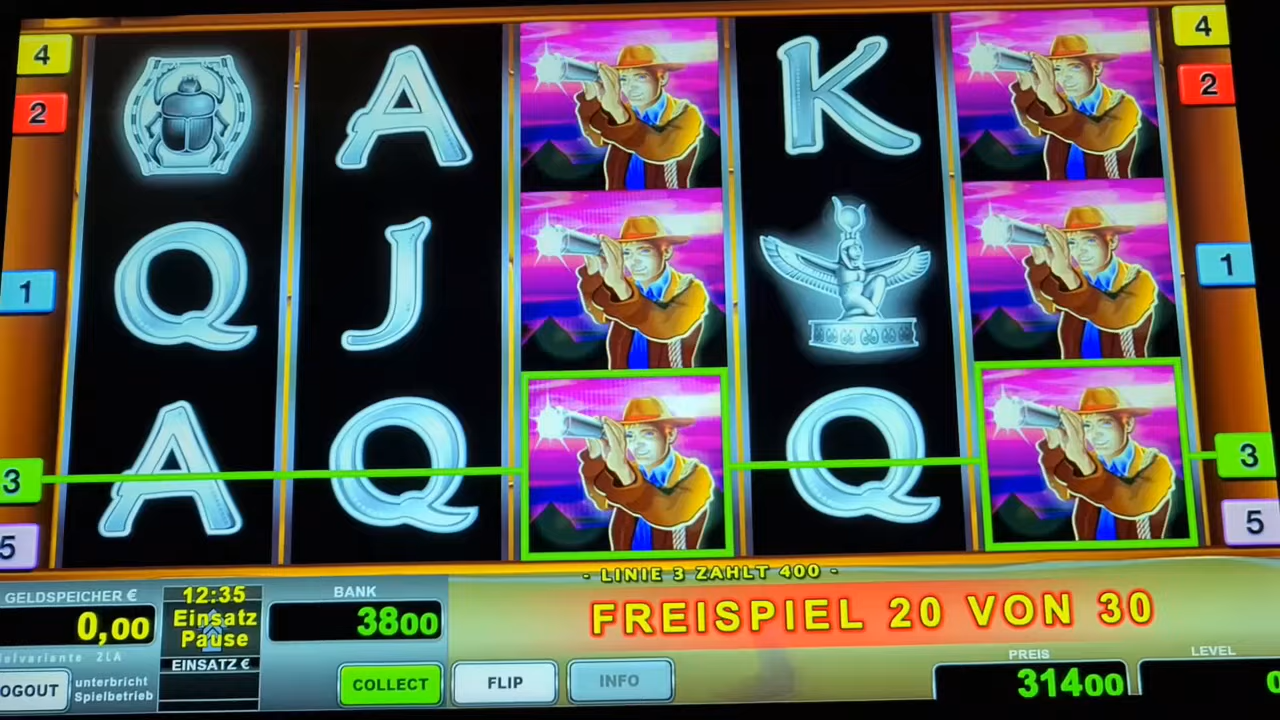 4
4
2
2
A
K
Q
J
1
1
A
Q
Q
3
3
5
5
- LINIE 3 ZAHLT 400 -
FREISPIEL 20 VON 30
GELDSPEICHER €
0,00
12:35
Einsatz
Pause
EINSATZ €
BANK
3800
unterbricht
Spielbetrieb
COLLECT
FLIP
INFO
PREIS
31400
LEVEL
0